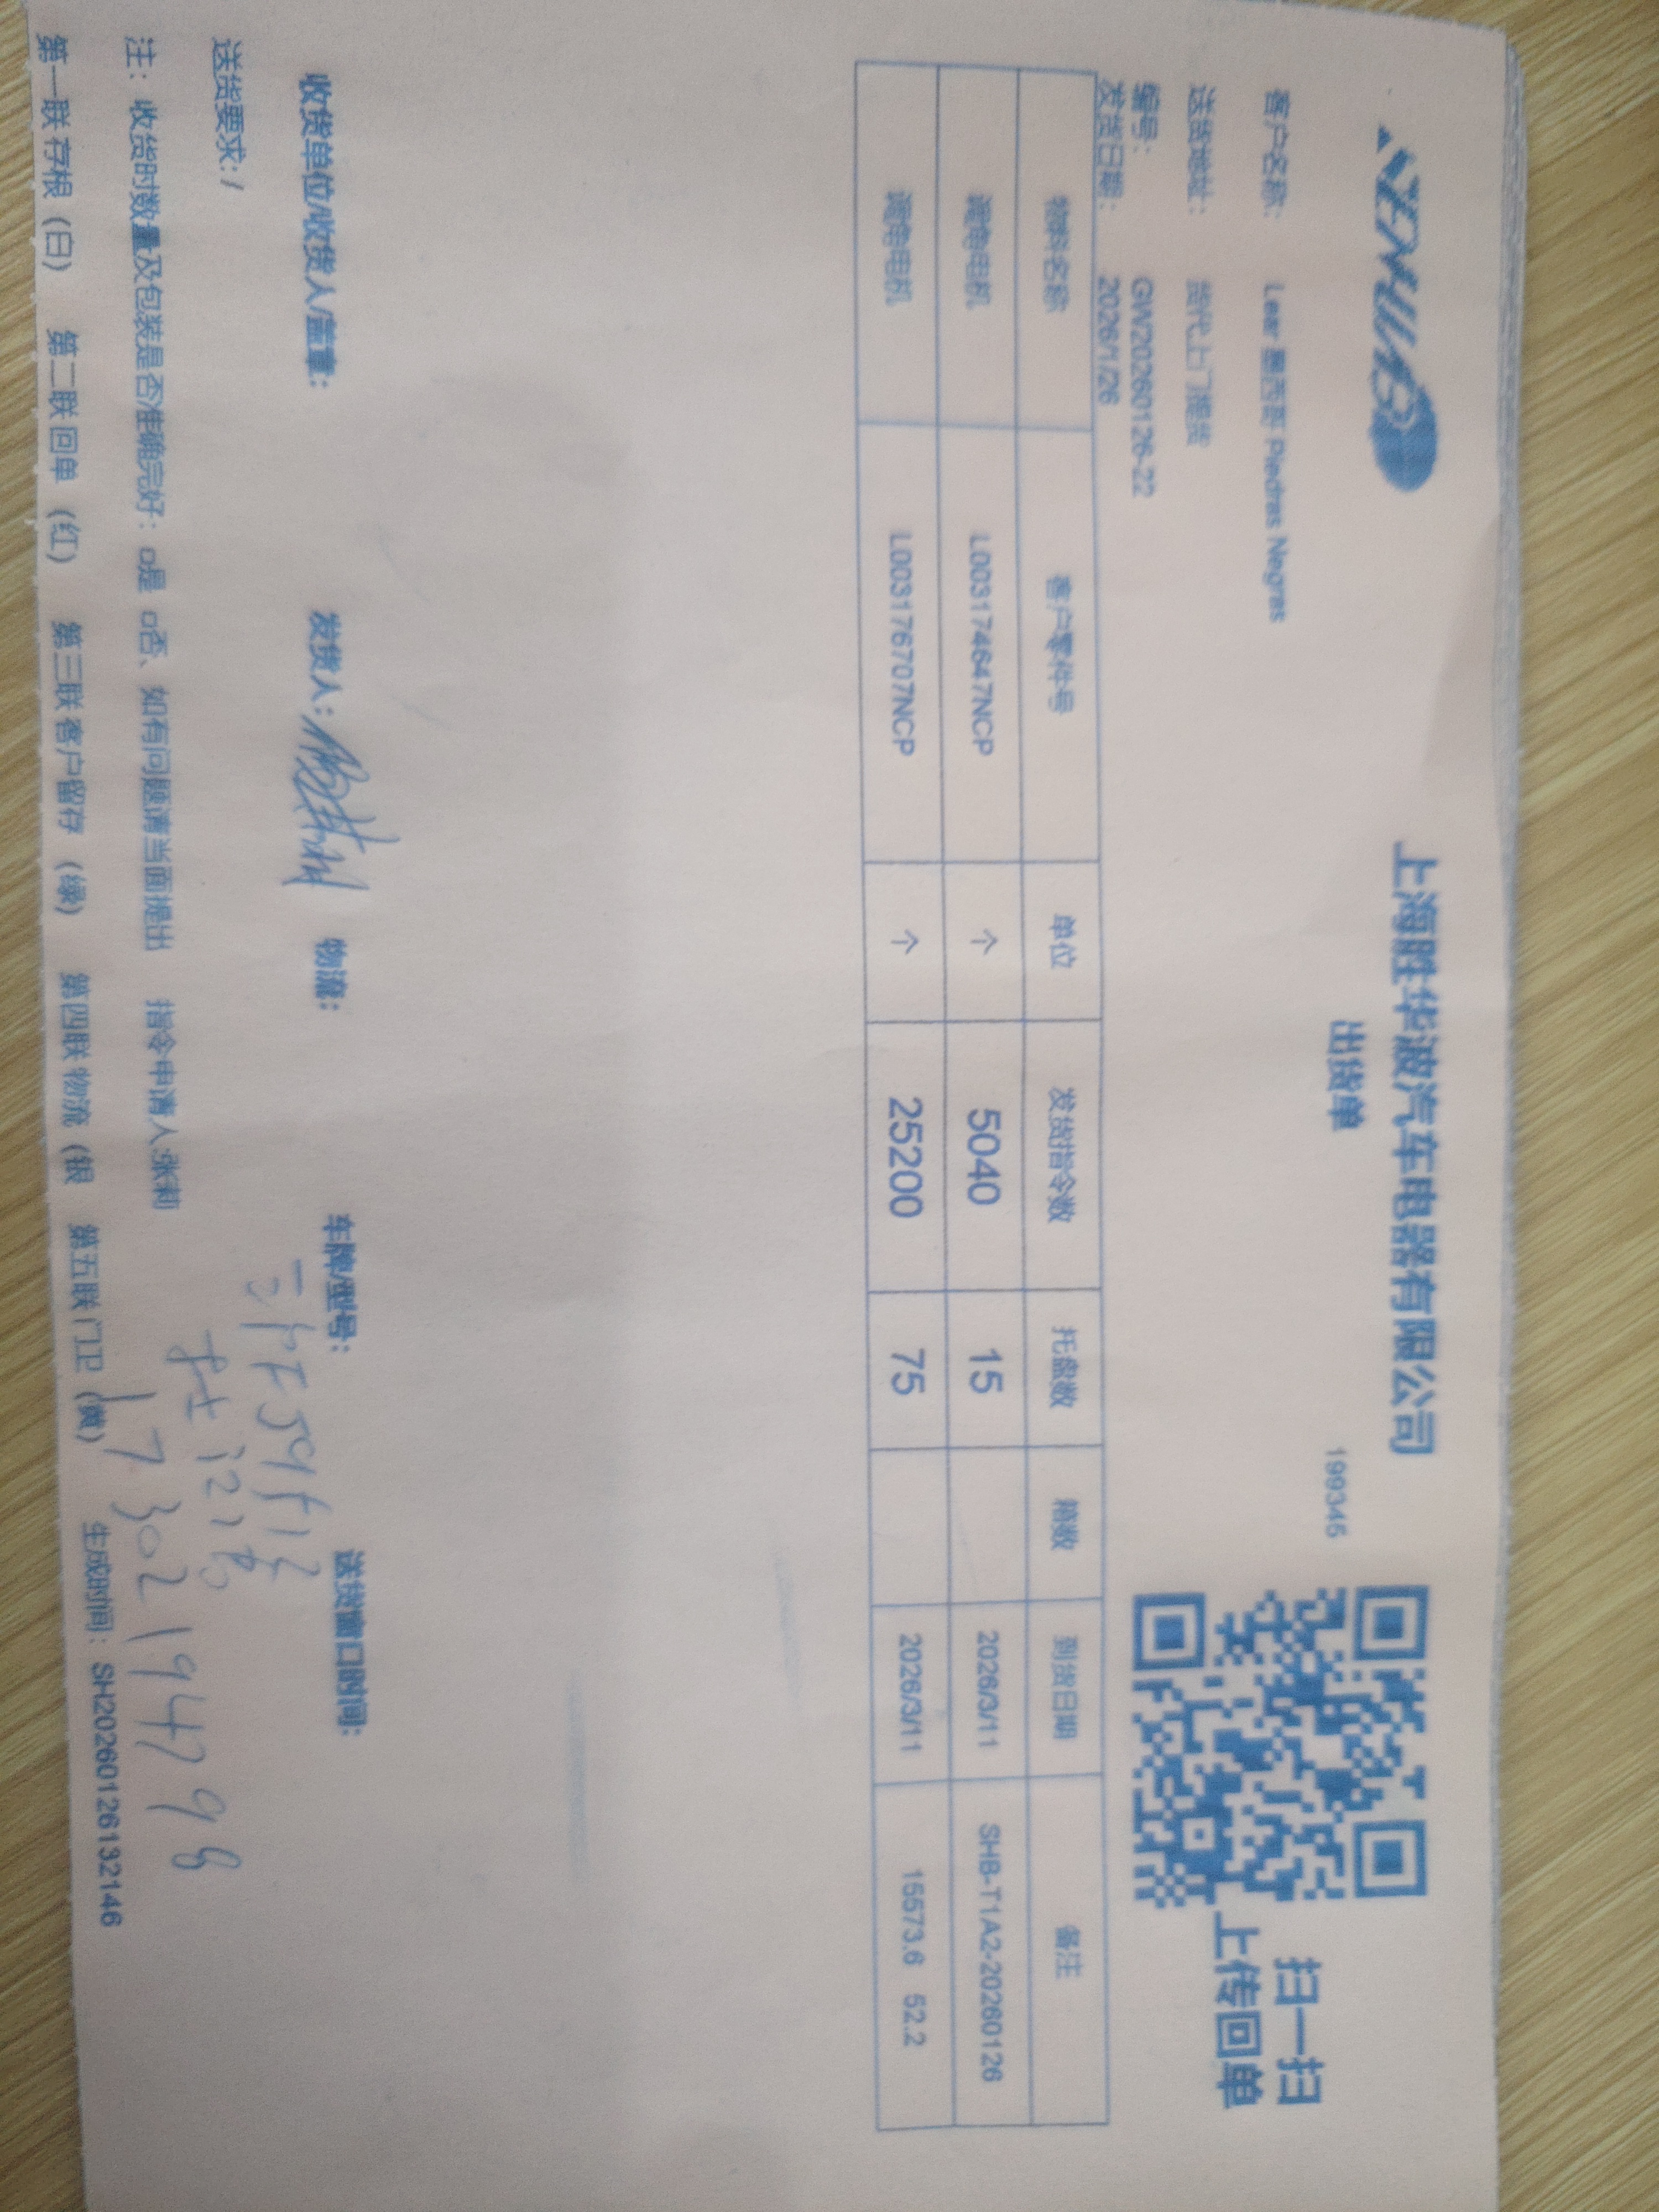 SENHWB
上海胜华波汽车电器有限公司
出货单
199345
扫一扫
上传回单
客户名称： Lear 墨西哥 Piedras Negras
送货地址： 货代上门提货
编号： GW20260126-22
发货日期： 2026/1/26
物料名称 客户零件号 单位 发货指令数 托盘数 箱数 到货日期 备注
调角电机 L003174647NCP 个 5040 15 2026/3/11 SHB-T1A2-20260126
调角电机 L003176707NCP 个 25200 75 2026/3/11 15573.6 52.2
收货单位/收货人/盖章： 发货人： 物流： 车牌/型号： 送货窗口时间：
送货要求: /
注：收货时数量及包装是否准确完好：□是 □否、如有问题请当面提出 指令申请人:张莉
17302194798
第一联存根（白） 第二联回单（红） 第三联客户留存（绿） 第四联物流（银 第五联门卫（黄） 生成时间：SH20260126132146